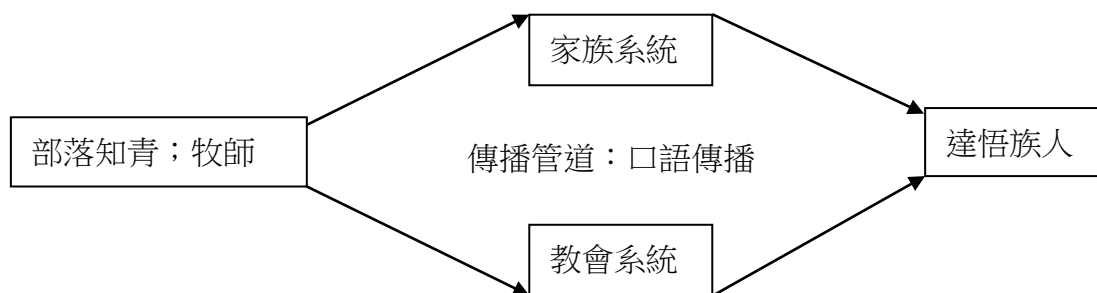 家族系統
部落知青；牧師
傳播管道：口語傳播
達悟族人
教會系統